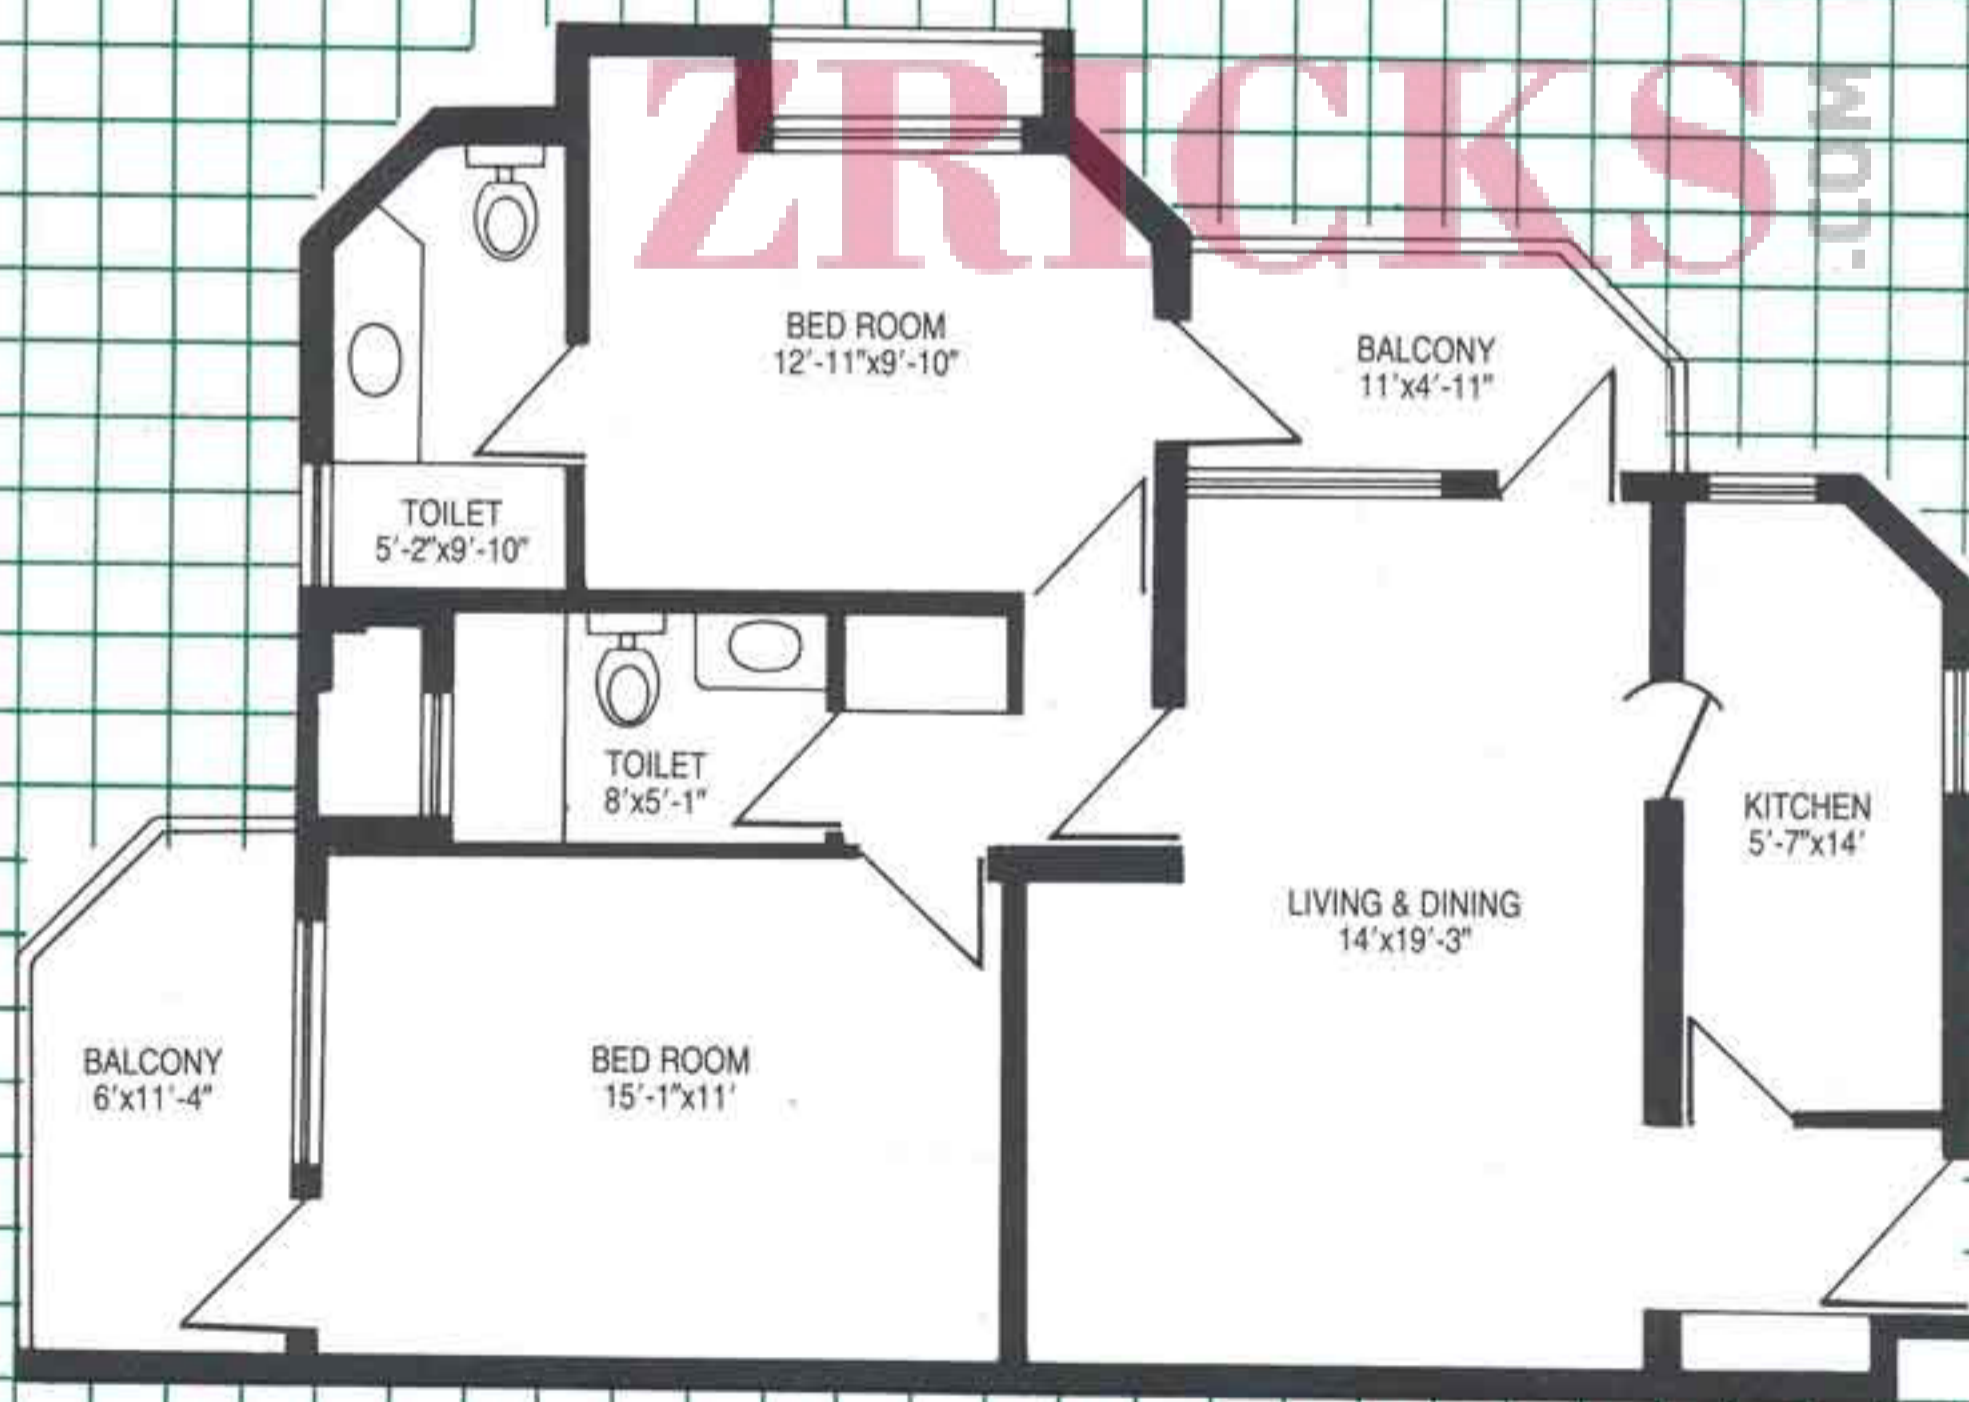 ZRICKS
.COM
BED ROOM
12'-11"x9'-10"
BALCONY
11'x4'-11"
TOILET
5'-2"x9'-10"
TOILET
8'x5'-1"
KITCHEN
5'-7"x14'
LIVING & DINING
14'x19'-3"
BALCONY
6'x11'-4"
BED ROOM
15'-1"x11'